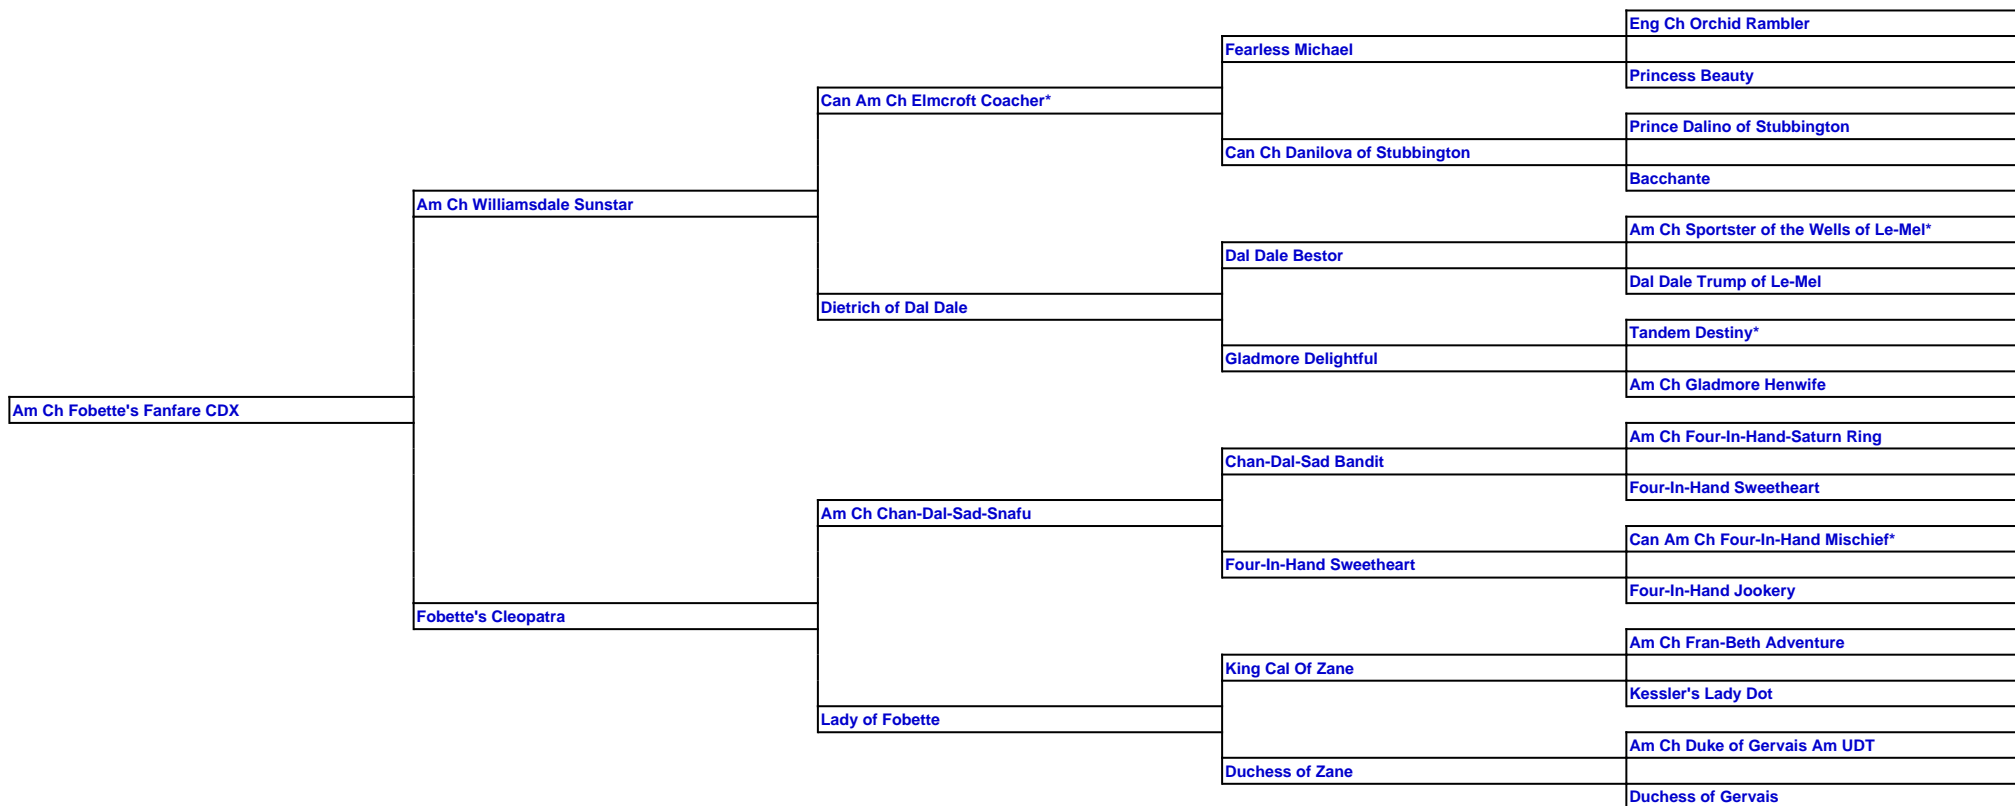 Eng Ch Orchid Rambler
Fearless Michael
Princess Beauty
Can Am Ch Elmcroft Coacher*
Prince Dalino of Stubbington
Can Ch Danilova of Stubbington
Bacchante
Am Ch Williamsdale Sunstar
Am Ch Sportster of the Wells of Le-Mel*
Dal Dale Bestor
Dal Dale Trump of Le-Mel
Dietrich of Dal Dale
Tandem Destiny*
Gladmore Delightful
Am Ch Gladmore Henwife
Am Ch Fobette's Fanfare CDX
Am Ch Four-In-Hand-Saturn Ring
Chan-Dal-Sad Bandit
Four-In-Hand Sweetheart
Am Ch Chan-Dal-Sad-Snafu
Can Am Ch Four-In-Hand Mischief*
Four-In-Hand Sweetheart
Four-In-Hand Jookery
Fobette's Cleopatra
Am Ch Fran-Beth Adventure
King Cal Of Zane
Kessler's Lady Dot
Lady of Fobette
Am Ch Duke of Gervais Am UDT
Duchess of Zane
Duchess of Gervais